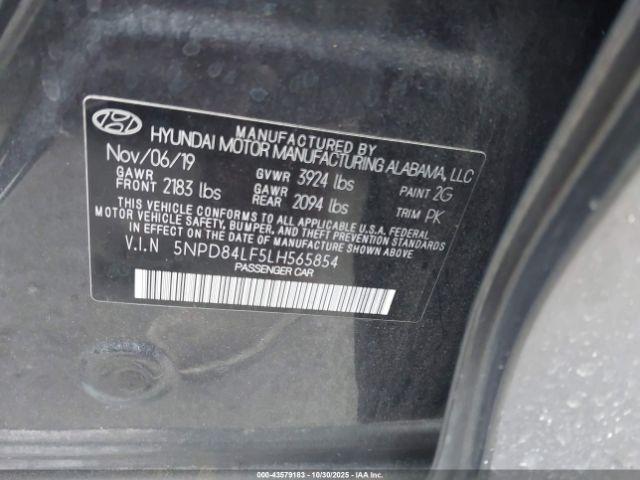 MANUFACTURED BY
HYUNDAI MOTOR MANUFACTURING ALABAMA, LLC
Nov/06/19
GVWR 3924 lbs
PAINT 2G
GAWR FRONT 2183 lbs
GAWR REAR 2094 lbs
TRIM PK
THIS VEHICLE CONFORMS TO ALL APPLICABLE U.S.A. FEDERAL
MOTOR VEHICLE SAFETY, BUMPER, AND THEFT PREVENTION STANDARDS
IN EFFECT ON THE DATE OF MANUFACTURE SHOWN ABOVE.
V.I.N 5NPD84LF5LH565854
PASSENGER CAR
000-43579183 - 10/30/2025 - COPYRIGHT IAA, LLC.